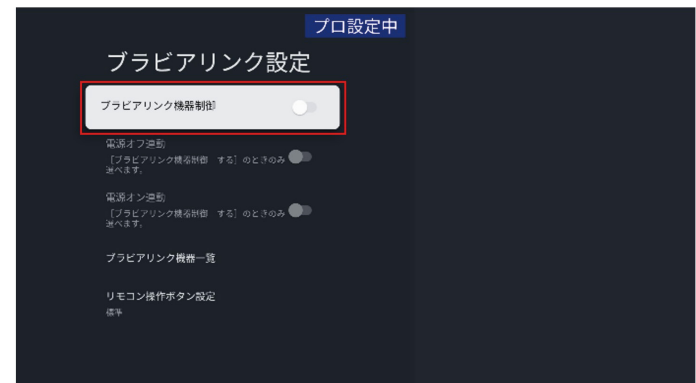 プロ設定中
ブラビアリンク設定
ブラビアリンク機器制御
電源オフ連動
［ブラビアリンク機器制御　する］のときのみ
選べます。
電源オン連動
［ブラビアリンク機器制御　する］のときのみ
選べます。
ブラビアリンク機器一覧
リモコン操作ボタン設定
標準